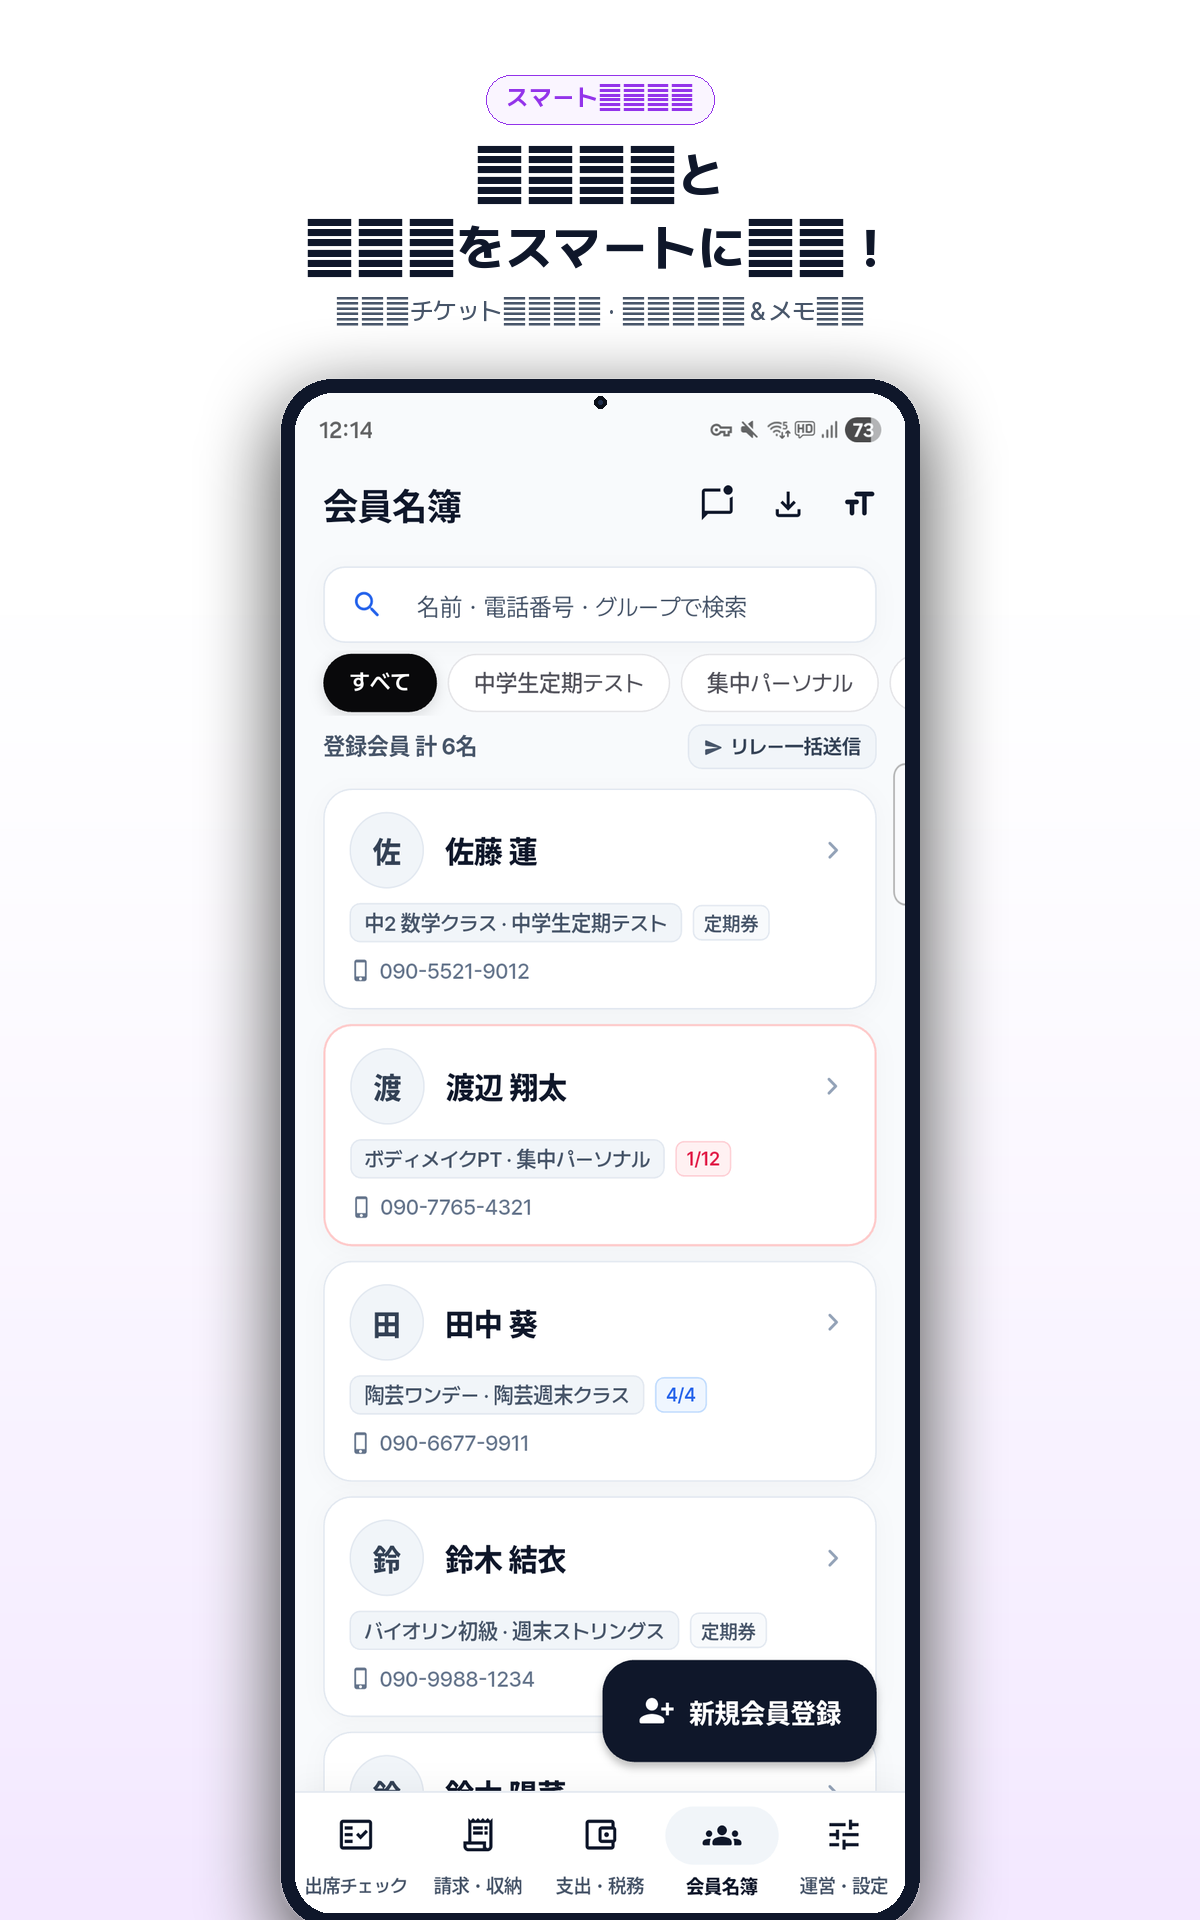 スマート
と
をスマートに！
チケット・&メモ
12:14
HD 73
会員名簿
名前・電話番号・グループで検索
すべて 中学生定期テスト 集中パーソナル
登録会員 計 6名 リレー一括送信
佐 佐藤 蓮
中2 数学クラス・中学生定期テスト 定期券
090-5521-9012
渡 渡辺 翔太
ボディメイクPT・集中パーソナル 1/12
090-7765-4321
田 田中 葵
陶芸ワンデー・陶芸週末クラス 4/4
090-6677-9911
鈴 鈴木 結衣
バイオリン初級・週末ストリングス 定期券
090-9988-1234
新規会員登録
出席チェック 請求・収納 支出・税務 会員名簿 運営・設定